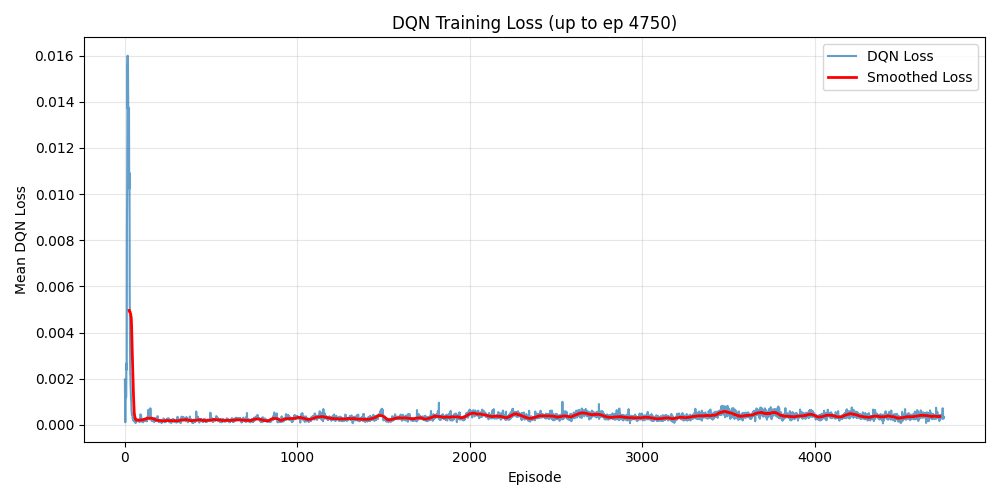 DQN Training Loss (up to ep 4750)
DQN Loss
Smoothed Loss
Mean DQN Loss
0.016
0.014
0.012
0.010
0.008
0.006
0.004
0.002
0.000
0
1000
2000
3000
4000
Episode